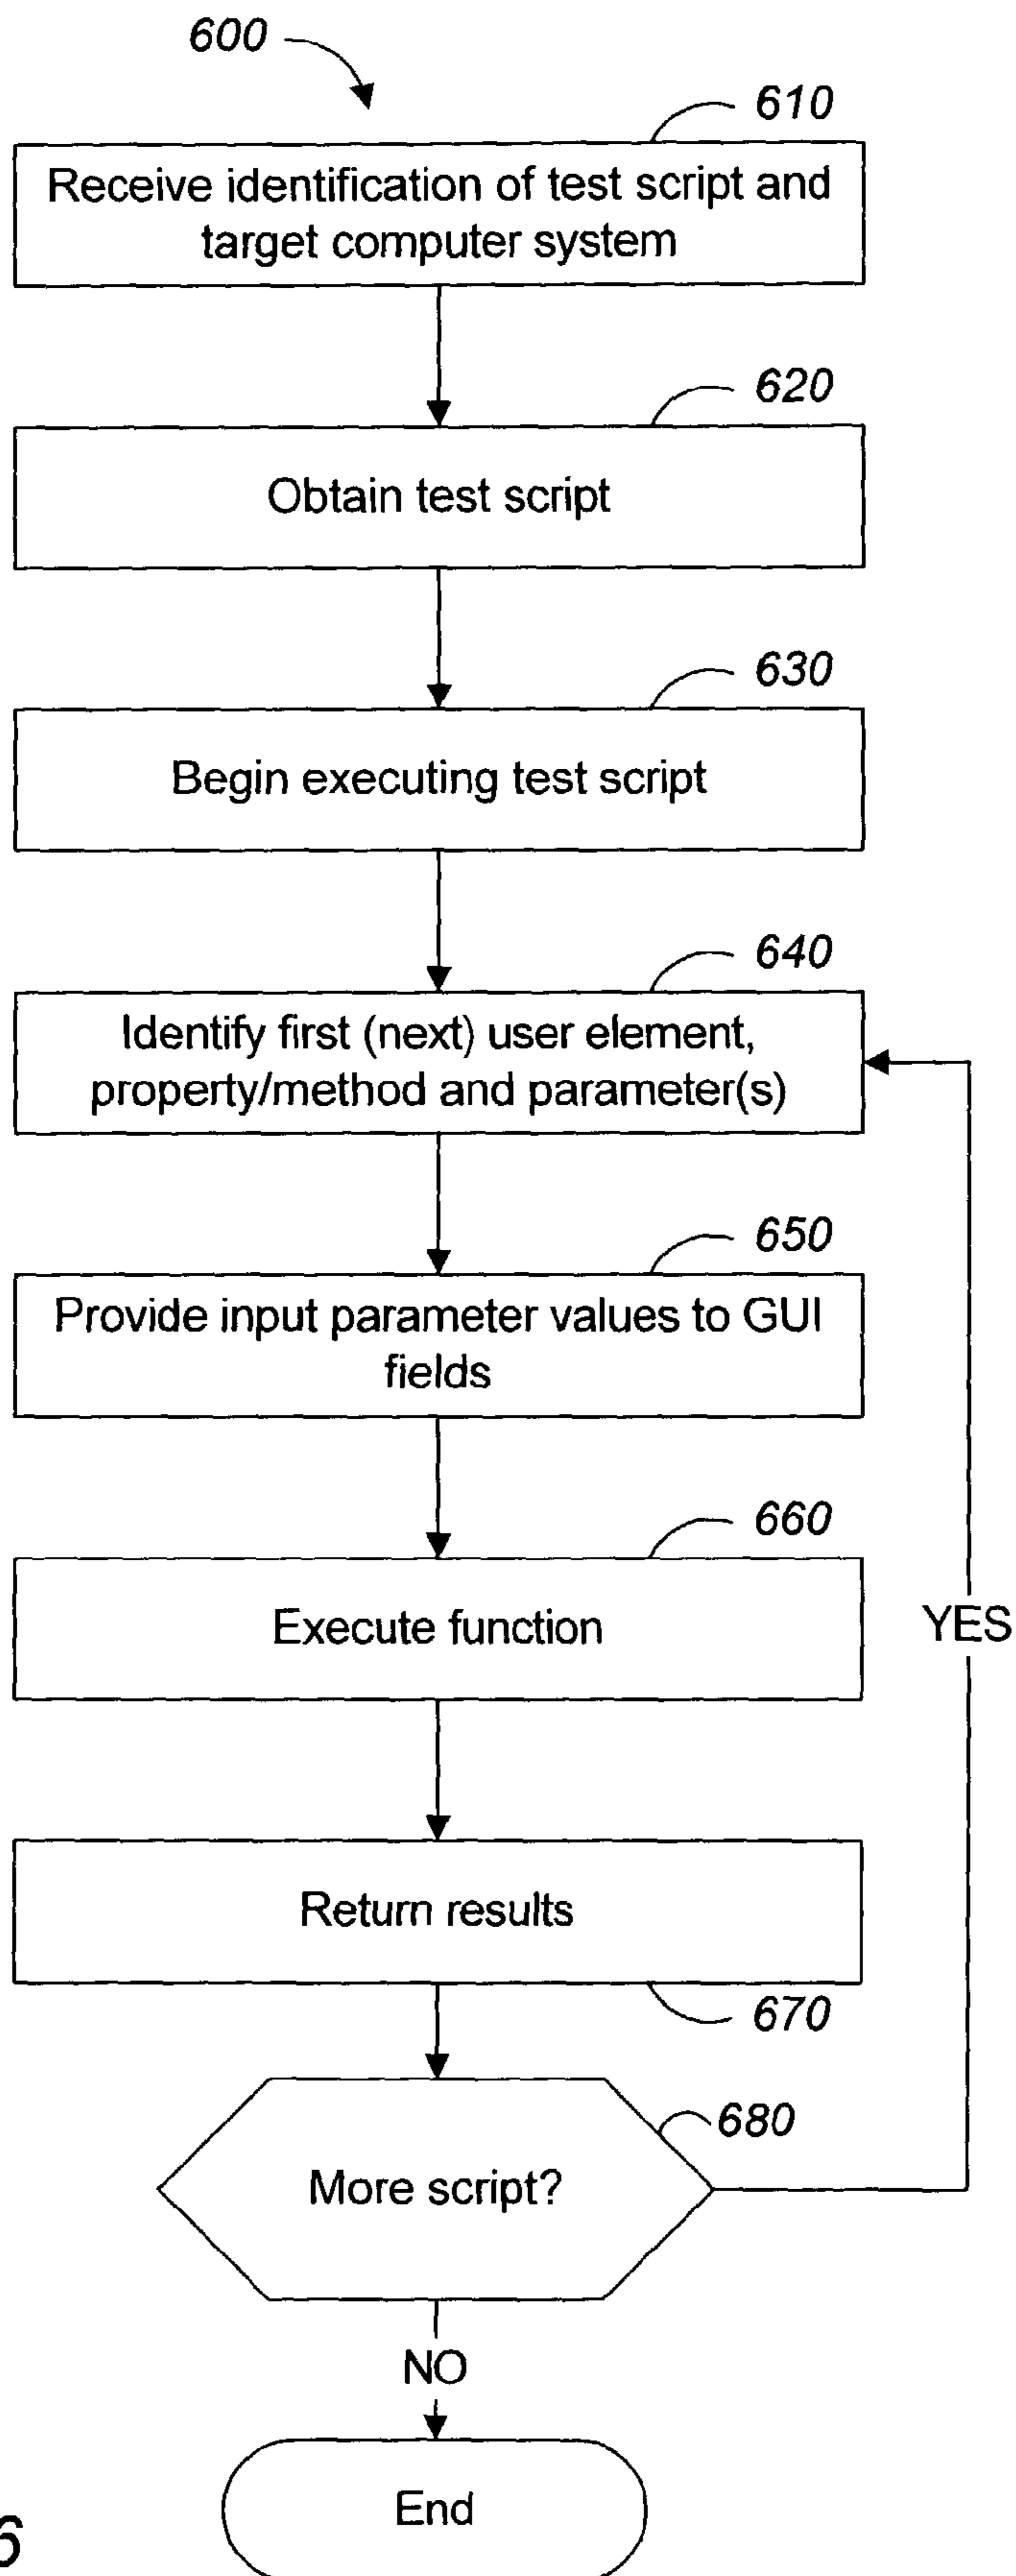 600
610
Receive identification of test script and
target computer system
620
Obtain test script
630
Begin executing test script
640
Identify first (next) user element,
property/method and parameter(s)
650
Provide input parameter values to GUI
fields
660
Execute function
YES
Return results
670
680
More script?
NO
End
6